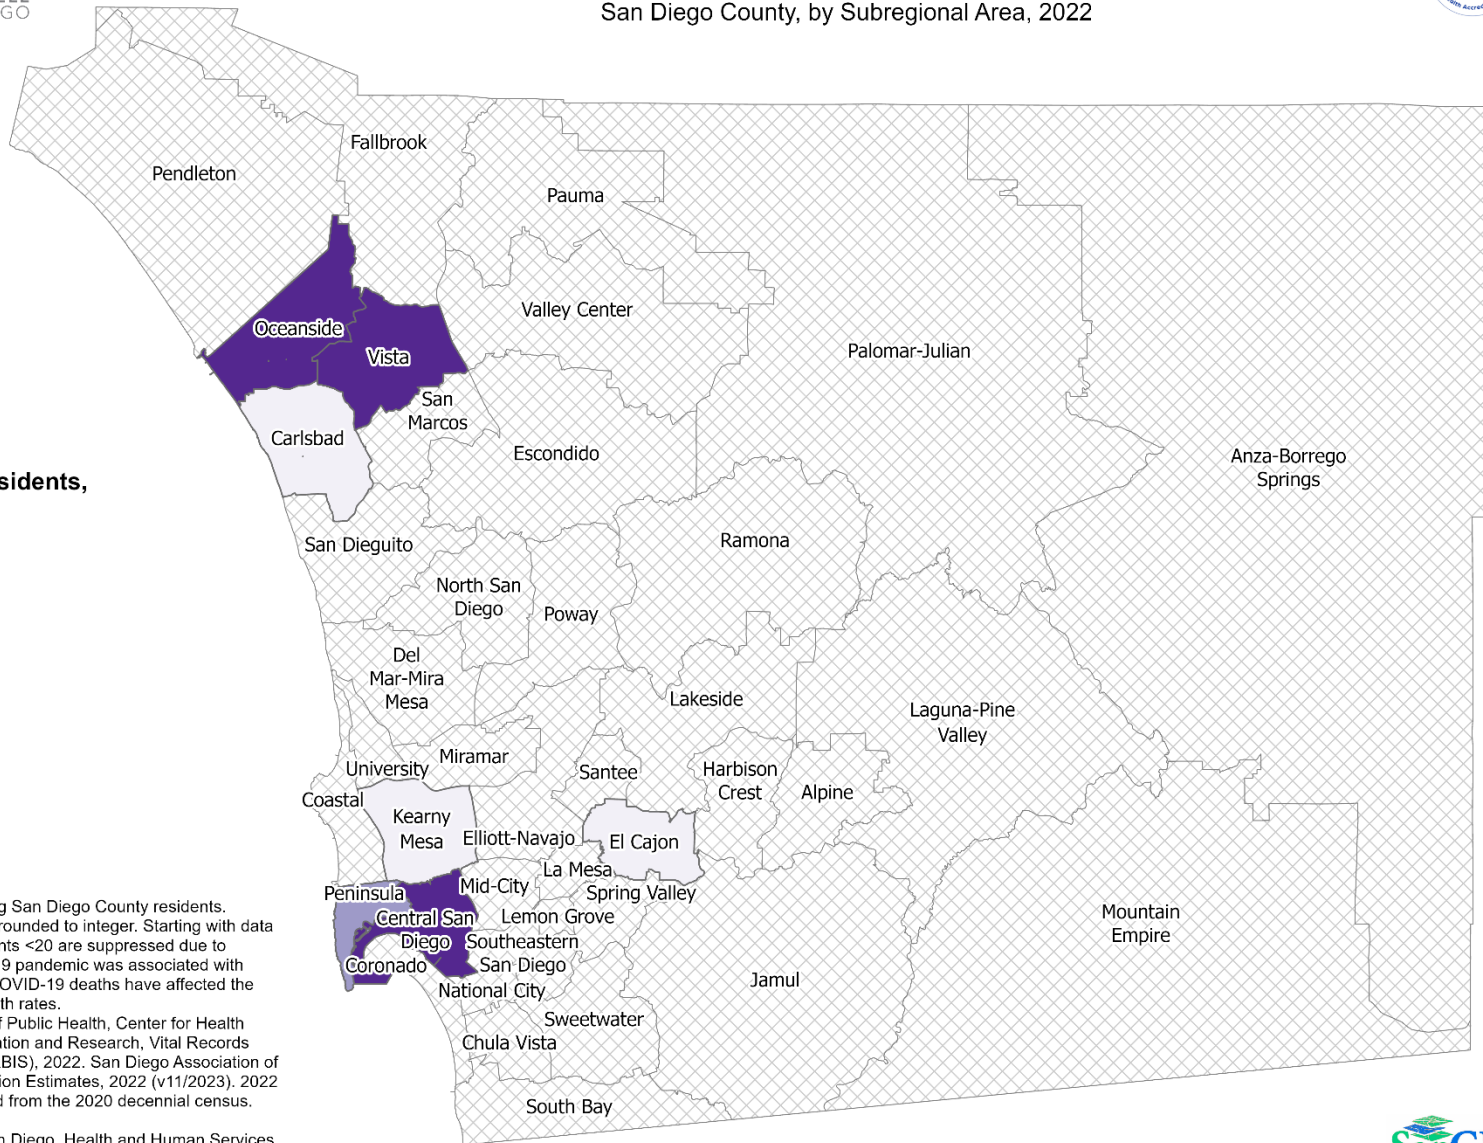 GO
San Diego County, by Subregional Area, 2022
Fallbrook
Pendleton
Pauma
Valley Center
Oceanside
Vista
Palomar-Julian
San
Marcos
Carlsbad
Escondido
Anza-Borrego
Springs
sidents,
San Dieguito
Ramona
North San
Diego
Poway
Del
Mar-Mira
Mesa
Lakeside
Laguna-Pine
Valley
Miramar
University
Santee
Harbison
Crest
Alpine
Coastal
Kearny
Mesa
Elliott-Navajo
El Cajon
La Mesa
Mid-City
Peninsula
Spring Valley
Central San
Diego
Lemon Grove
Southeastern
San Diego
Coronado
National City
Mountain
Empire
Jamul
Sweetwater
Chula Vista
South Bay
g San Diego County residents.
rounded to integer. Starting with data
nts <20 are suppressed due to
9 pandemic was associated with
OVID-19 deaths have affected the
th rates.
f Public Health, Center for Health
ation and Research, Vital Records
BIS), 2022. San Diego Association of
ion Estimates, 2022 (v11/2023). 2022
d from the 2020 decennial census.
n Diego, Health and Human Services